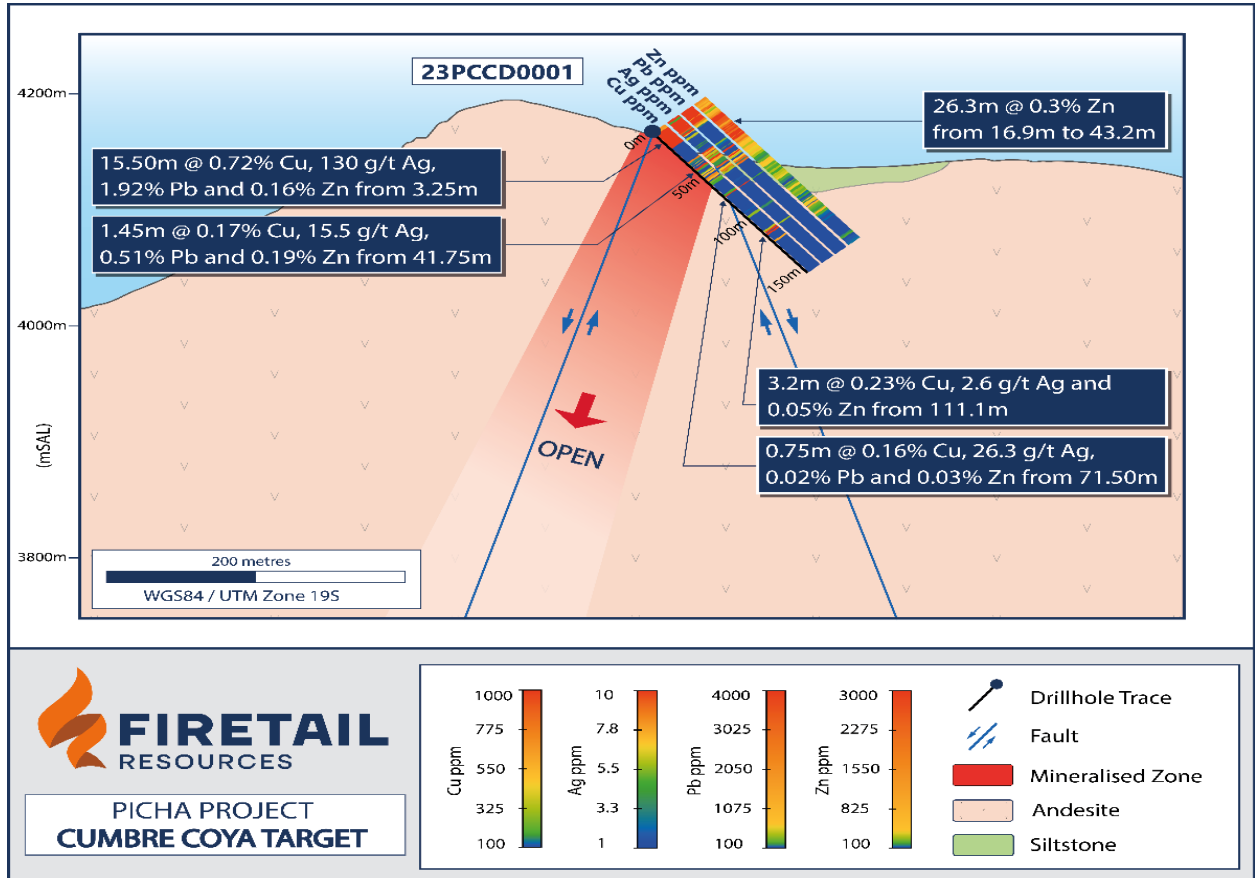 23PCCD0001
Zn ppm
Pb ppm
Ag ppm
Cu ppm
4200m
4000m
3800m
(mSAL)
0m
50m
100m
150m
26.3m @ 0.3% Zn
from 16.9m to 43.2m
15.50m @ 0.72% Cu, 130 g/t Ag,
1.92% Pb and 0.16% Zn from 3.25m
1.45m @ 0.17% Cu, 15.5 g/t Ag,
0.51% Pb and 0.19% Zn from 41.75m
3.2m @ 0.23% Cu, 2.6 g/t Ag and
0.05% Zn from 111.1m
0.75m @ 0.16% Cu, 26.3 g/t Ag,
0.02% Pb and 0.03% Zn from 71.50m
OPEN
200 metres
WGS84 / UTM Zone 19S
FIRETAIL
RESOURCES
PICHA PROJECT
CUMBRE COYA TARGET
Cu ppm
1000
775
550
325
100
Ag ppm
10
7.8
5.5
3.3
1
Pb ppm
4000
3025
2050
1075
100
Zn ppm
3000
2275
1550
825
100
Drillhole Trace
Fault
Mineralised Zone
Andesite
Siltstone